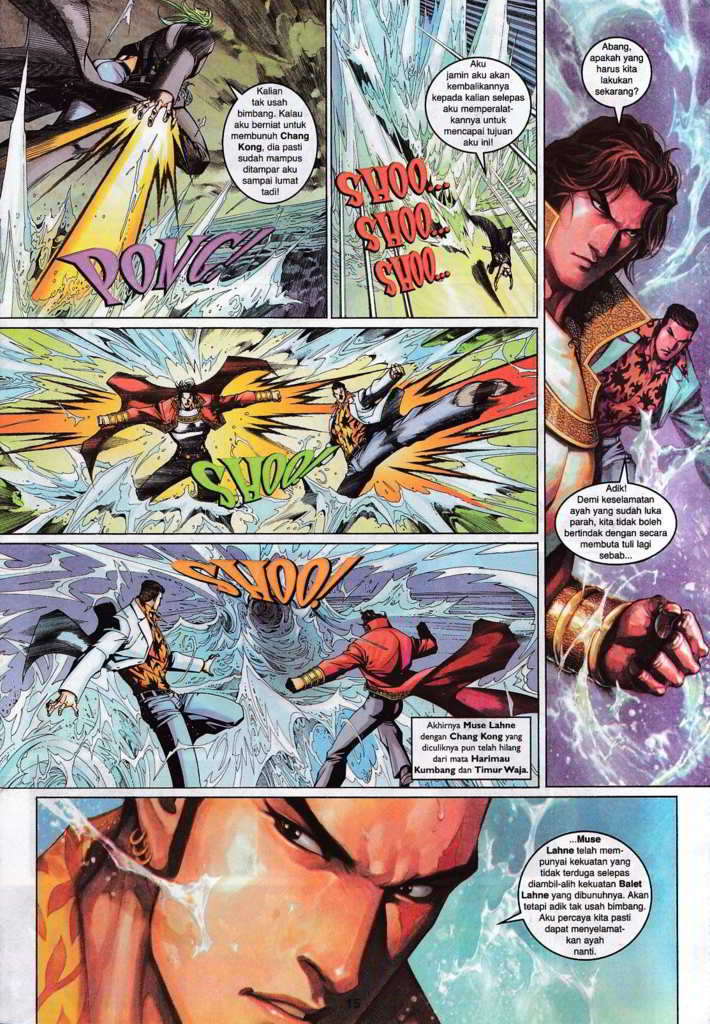 Kalian
tak usah
bimbang. Kalau
aku berniat untuk
membunuh Chang
Kong, dia pasti
sudah mampus
ditampar aku
sampai lumat
tadi!
PONG!
Aku
jamin aku akan
kembalikannya
kepada kalian selepas
aku memperalat-
kannya untuk
mencapai tujuan
aku ini!
SHOO...
SHOO...
SHOO...
Abang,
apakah yang
harus kita
lakukan
sekarang?
Adik!
Demi keselamatan
ayah yang sudah luka
parah, kita tidak boleh
bertindak dengan secara
membuta tuli lagi
sebab...
SHOO!
SHOO!
Akhirnya Muse Lahne
dengan Chang Kong yang
diculiknya pun telah hilang
dari mata Harimau
Kumbang dan Timur Waja.
...Muse
Lahne telah mem-
punyai kekuatan yang
tidak terduga selepas
diambil-alih kekuatan Balet
Lahne yang dibunuhnya. Akan
tetapi adik tak usah bimbang.
Aku percaya kita pasti
dapat menyelamat-
kan ayah
nanti.
15